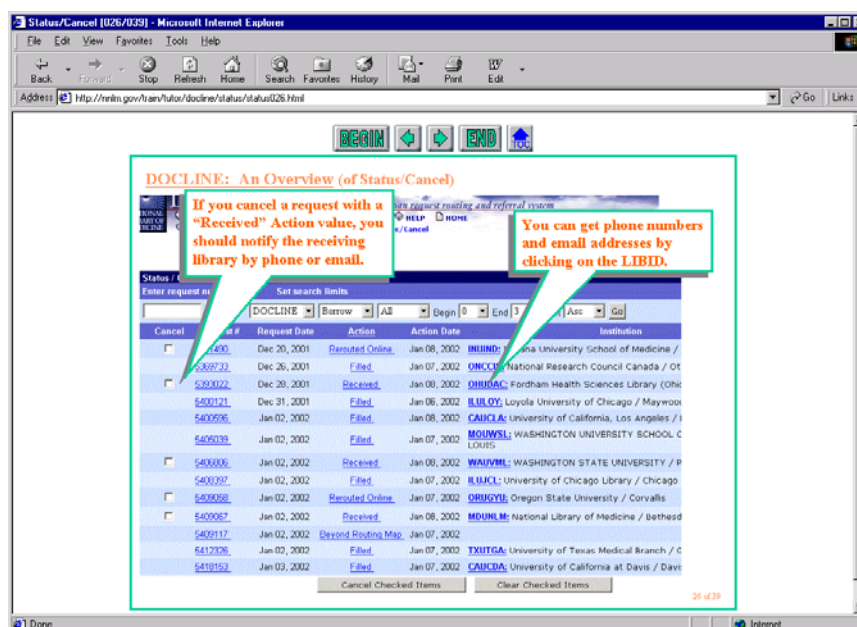 Status/Cancel [026/039] - Microsoft Internet Explorer
File Edit View Favorites Tools Help
Back Forward Stop Refresh Home Search Favorites History Mail Print Edit
Address http://nnlm.gov/train/tutor/docline/status/status026.html Go Links
BEGIN END TOC
DOCLINE: An Overview (of Status/Cancel)
request routing and referral system
HELP HOME
/Cancel
If you cancel a request with a
“Received” Action value, you
should notify the receiving
library by phone or email.
You can get phone numbers
and email addresses by
clicking on the LIBID.
Status /
Enter request Set search limits
DOCLINE Borrow All Begin 0 End 3 Asc Go
Cancel # Request Date Action Action Date Institution
Dec 20, 2001 Rerouted Online Jan 08, 2002 University School of Medicine /
5369733 Dec 26, 2001 Filled Jan 07, 2002 National Research Council Canada / Ot
5393022 Dec 28, 2001 Received Jan 08, 2002 OHUDAC: Fordham Health Sciences Library (Ohio
5400121 Dec 31, 2001 Filled Jan 06, 2002 ILULOY: Loyola University of Chicago / Maywood
5400596 Jan 02, 2002 Filled Jan 08, 2002 CAUCLA: University of California, Los Angeles /
5405039 Jan 02, 2002 Filled Jan 07, 2002 MOUWSL: WASHINGTON UNIVERSITY SCHOOL
LOUIS
5406806 Jan 02, 2002 Received Jan 08, 2002 WAUVML: WASHINGTON STATE UNIVERSITY / P
5408397 Jan 02, 2002 Filled Jan 07, 2002 ILUJCL: University of Chicago Library / Chicago
5409058 Jan 02, 2002 Rerouted Online Jan 07, 2002 ORUGYU: Oregon State University / Corvallis
5409067 Jan 02, 2002 Received Jan 08, 2002 MDUNLM: National Library of Medicine / Bethesd
5409117 Jan 02, 2002 Beyond Routing Map Jan 07, 2002
5412326 Jan 02, 2002 Filled Jan 07, 2002 TXUTGA: University of Texas Medical Branch / G
5418153 Jan 03, 2002 Filled Jan 07, 2002 CAUCDA: University of California at Davis / Davi
Cancel Checked Items Clear Checked Items
26 of 39
Done Internet